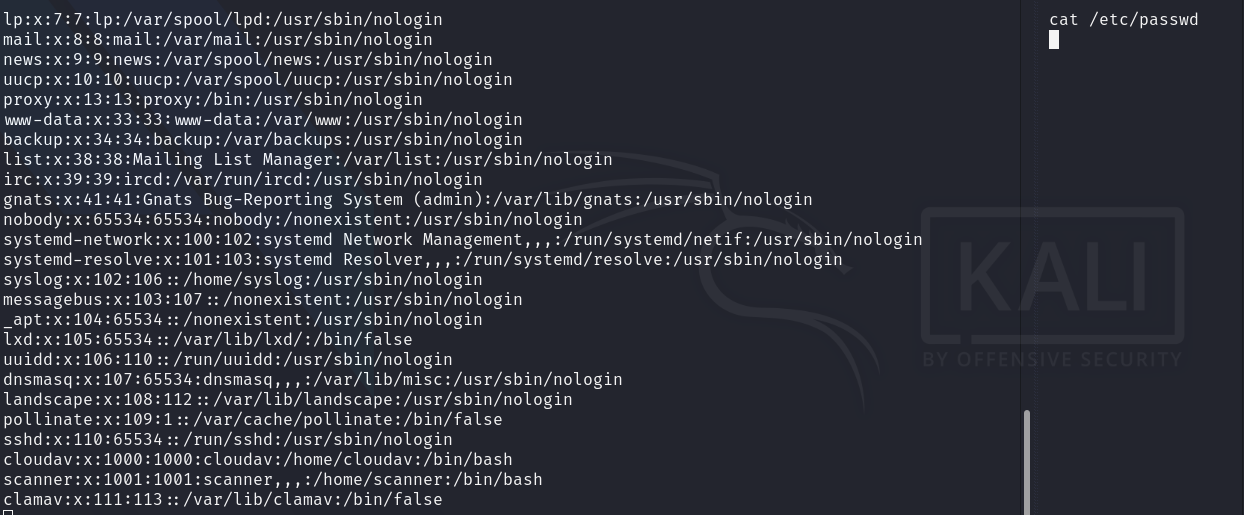 lp:x:7:7:lp:/var/spool/lpd:/usr/sbin/nologin
mail:x:8:8:mail:/var/mail:/usr/sbin/nologin
news:x:9:9:news:/var/spool/news:/usr/sbin/nologin
uucp:x:10:10:uucp:/var/spool/uucp:/usr/sbin/nologin
proxy:x:13:13:proxy:/bin:/usr/sbin/nologin
www-data:x:33:33:www-data:/var/www:/usr/sbin/nologin
backup:x:34:34:backup:/var/backups:/usr/sbin/nologin
list:x:38:38:Mailing List Manager:/var/list:/usr/sbin/nologin
irc:x:39:39:ircd:/var/run/ircd:/usr/sbin/nologin
gnats:x:41:41:Gnats Bug-Reporting System (admin):/var/lib/gnats:/usr/sbin/nologin
nobody:x:65534:65534:nobody:/nonexistent:/usr/sbin/nologin
systemd-network:x:100:102:systemd Network Management,,,:/run/systemd/netif:/usr/sbin/nologin
systemd-resolve:x:101:103:systemd Resolver,,,:/run/systemd/resolve:/usr/sbin/nologin
syslog:x:102:106::/home/syslog:/usr/sbin/nologin
messagebus:x:103:107::/nonexistent:/usr/sbin/nologin
_apt:x:104:65534::/nonexistent:/usr/sbin/nologin
lxd:x:105:65534::/var/lib/lxd/:/bin/false
uuidd:x:106:110::/run/uuidd:/usr/sbin/nologin
dnsmasq:x:107:65534:dnsmasq,,,:/var/lib/misc:/usr/sbin/nologin
landscape:x:108:112::/var/lib/landscape:/usr/sbin/nologin
pollinate:x:109:1::/var/cache/pollinate:/bin/false
sshd:x:110:65534::/run/sshd:/usr/sbin/nologin
cloudav:x:1000:1000:cloudav:/home/cloudav:/bin/bash
scanner:x:1001:1001:scanner,,,:/home/scanner:/bin/bash
clamav:x:111:113::/var/lib/clamav:/bin/false
cat /etc/passwd
KALI
BY OFFENSIVE SECURITY